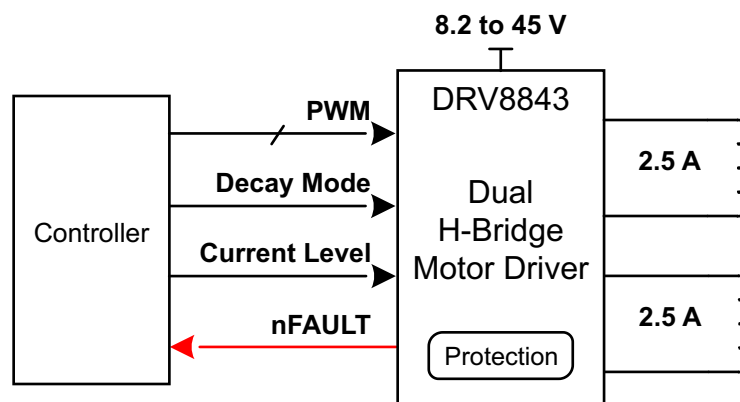 8.2 to 45 V
DRV8843
PWM
2.5 A
Decay Mode
Dual
H-Bridge
Motor Driver
Controller
Current Level
nFAULT
2.5 A
Protection